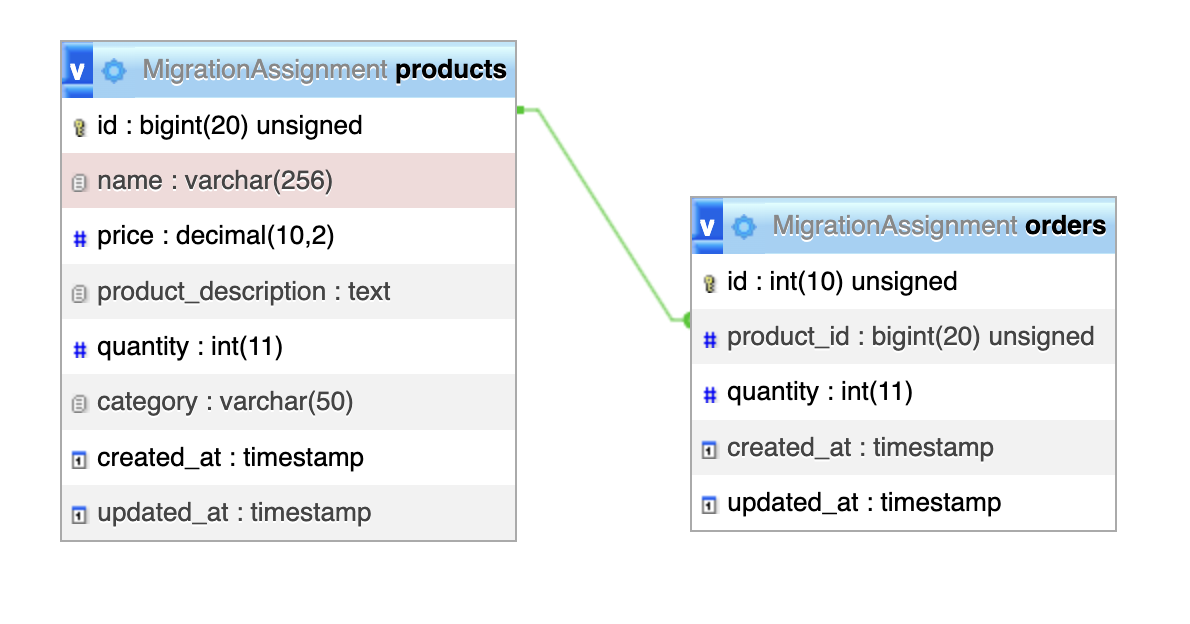 v MigrationAssignment products
id : bigint(20) unsigned
name : varchar(256)
# price : decimal(10,2)
product_description : text
# quantity : int(11)
category : varchar(50)
created_at : timestamp
updated_at : timestamp
v MigrationAssignment orders
id : int(10) unsigned
# product_id : bigint(20) unsigned
# quantity : int(11)
created_at : timestamp
updated_at : timestamp